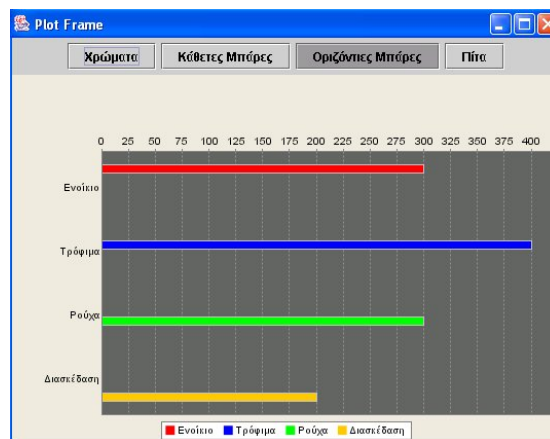 Plot Frame
Χρώματα Κάθετες Μπάρες Οριζόντιες Μπάρες Πίτα
0 25 50 75 100 125 150 175 200 225 250 275 300 325 350 375 400
Ενοίκιο
Τρόφιμα
Ρούχα
Διασκέδαση
Ενοίκιο Τρόφιμα Ρούχα Διασκέδαση